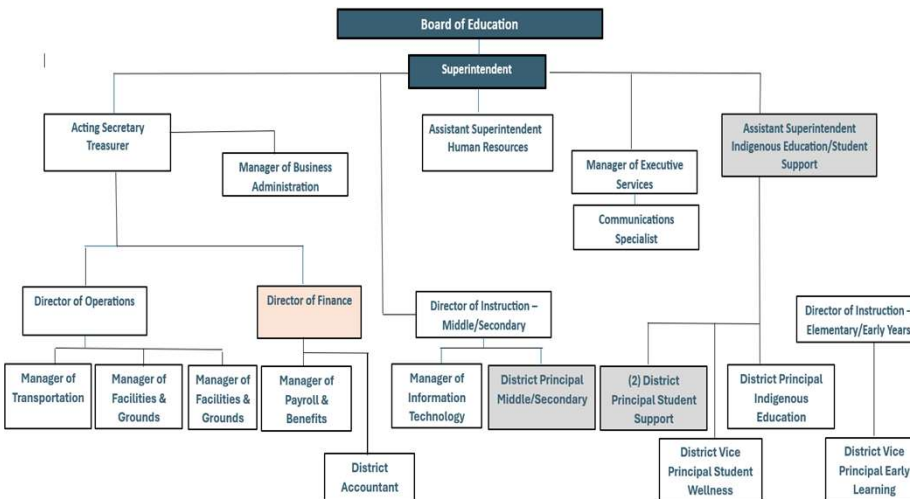 Board of Education
Superintendent
Acting Secretary
Treasurer
Assistant Superintendent
Human Resources
Assistant Superintendent
Indigenous Education/Student
Support
Manager of Business
Administration
Manager of Executive
Services
Communications
Specialist
Director of Operations
Director of Finance
Director of Instruction –
Middle/Secondary
Director of Instruction –
Elementary/Early Years
Manager of
Transportation
Manager of
Facilities &
Grounds
Manager of
Facilities &
Grounds
Manager of
Payroll &
Benefits
Manager of
Information
Technology
District Principal
Middle/Secondary
(2) District
Principal Student
Support
District Principal
Indigenous
Education
District
Accountant
District Vice
Principal Student
Wellness
District Vice
Principal Early
Learning